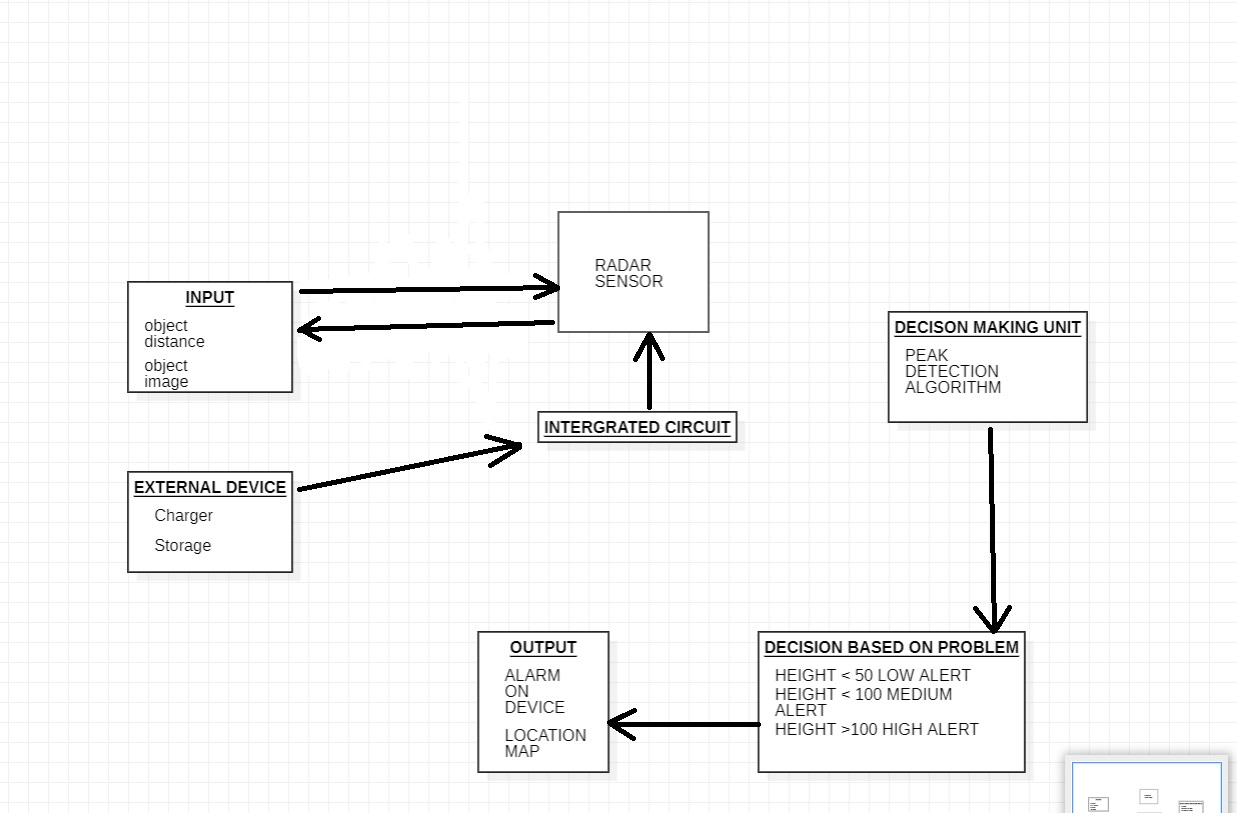 RADAR
SENSOR
INPUT
object
distance
object
image
DECISON MAKING UNIT
PEAK
DETECTION
ALGORITHM
INTERGRATED CIRCUIT
EXTERNAL DEVICE
Charger
Storage
OUTPUT
ALARM
ON
DEVICE
LOCATION
MAP
DECISION BASED ON PROBLEM
HEIGHT < 50 LOW ALERT
HEIGHT < 100 MEDIUM
ALERT
HEIGHT >100 HIGH ALERT